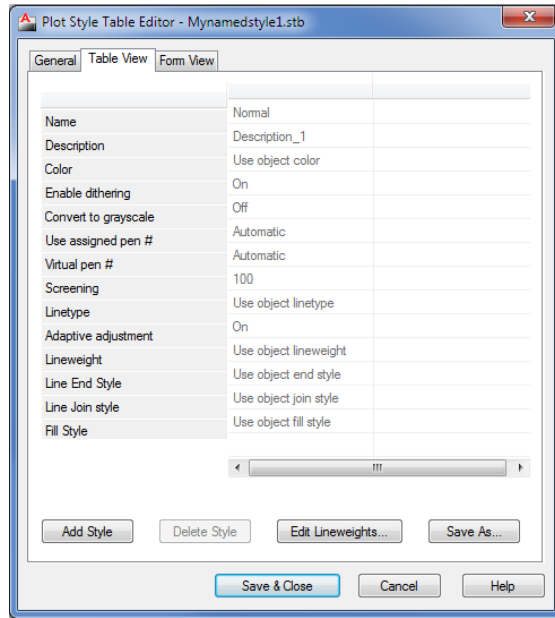 Plot Style Table Editor - Mynamedstyle1.stb
General Table View Form View
Name Normal
Description Description_1
Color Use object color
Enable dithering On
Convert to grayscale Off
Use assigned pen # Automatic
Virtual pen # Automatic
Screening 100
Linetype Use object linetype
Adaptive adjustment On
Lineweight Use object lineweight
Line End Style Use object end style
Line Join style Use object join style
Fill Style Use object fill style
Add Style Delete Style Edit Lineweights... Save As...
Save & Close Cancel Help